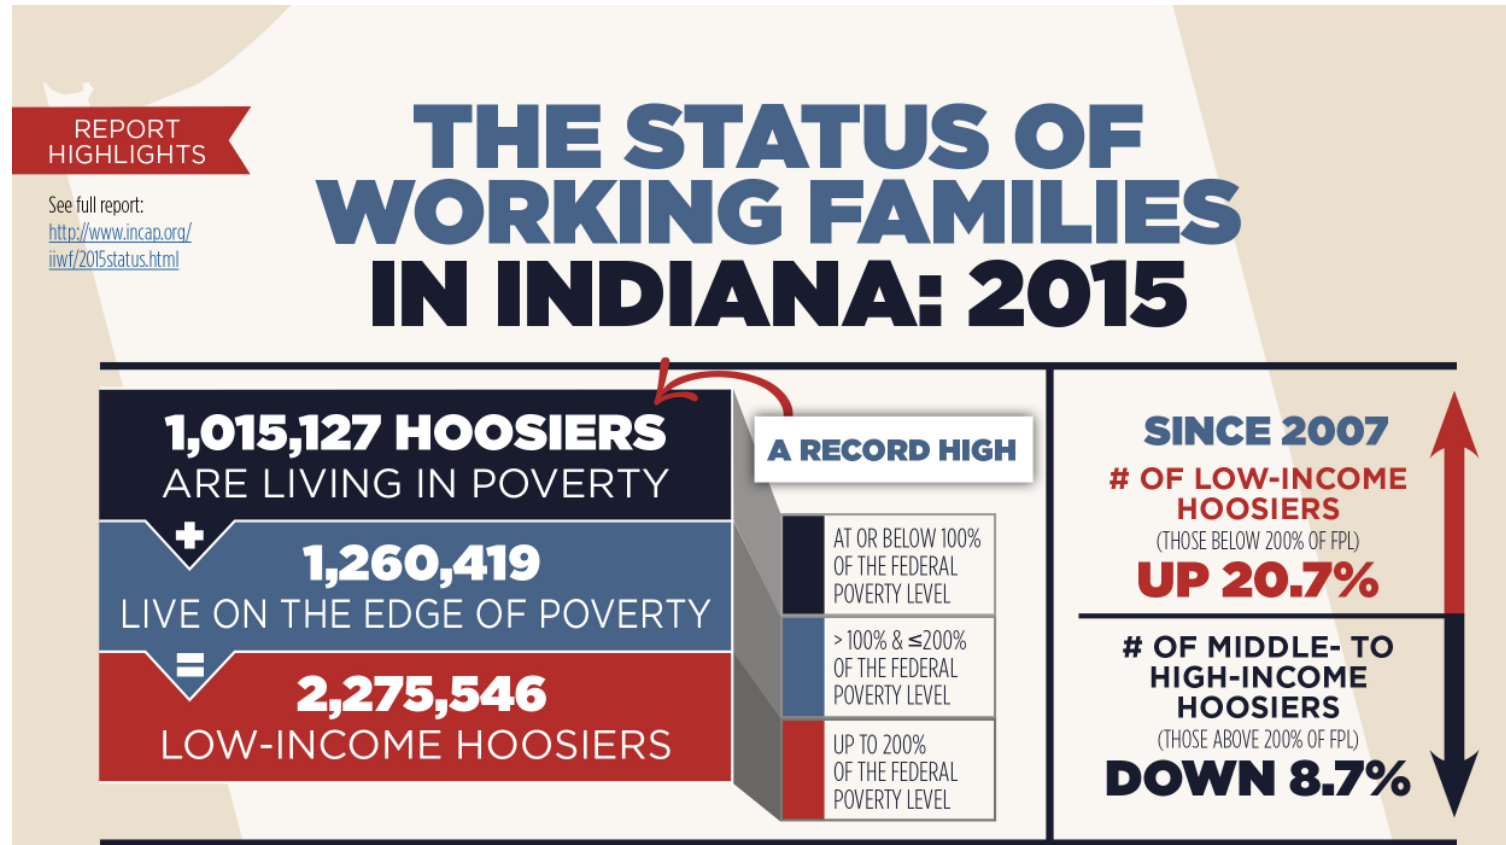 REPORT
HIGHLIGHTS
See full report:
http://www.incap.org/
iiwf/2015status.html
THE STATUS OF
WORKING FAMILIES
IN INDIANA: 2015
1,015,127 HOOSIERS
ARE LIVING IN POVERTY
+
1,260,419
LIVE ON THE EDGE OF POVERTY
=
2,275,546
LOW-INCOME HOOSIERS
A RECORD HIGH
AT OR BELOW 100%
OF THE FEDERAL
POVERTY LEVEL
> 100% & ≤200%
OF THE FEDERAL
POVERTY LEVEL
UP TO 200%
OF THE FEDERAL
POVERTY LEVEL
SINCE 2007
# OF LOW-INCOME
HOOSIERS
(THOSE BELOW 200% OF FPL)
UP 20.7%
# OF MIDDLE- TO
HIGH-INCOME
HOOSIERS
(THOSE ABOVE 200% OF FPL)
DOWN 8.7%